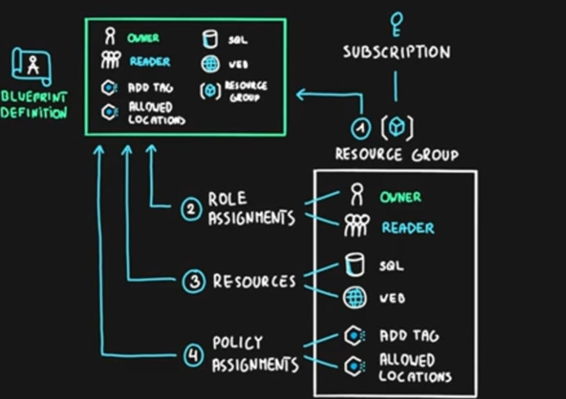 BLUEPRINT
DEFINITION
OWNER
READER
ADD TAG
ALLOWED
LOCATIONS
SQL
WEB
RESOURCE
GROUP
SUBSCRIPTION
1
RESOURCE GROUP
2 ROLE
ASSIGNMENTS
OWNER
READER
3 RESOURCES
SQL
WEB
4 POLICY
ASSIGNMENTS
ADD TAG
ALLOWED
LOCATIONS